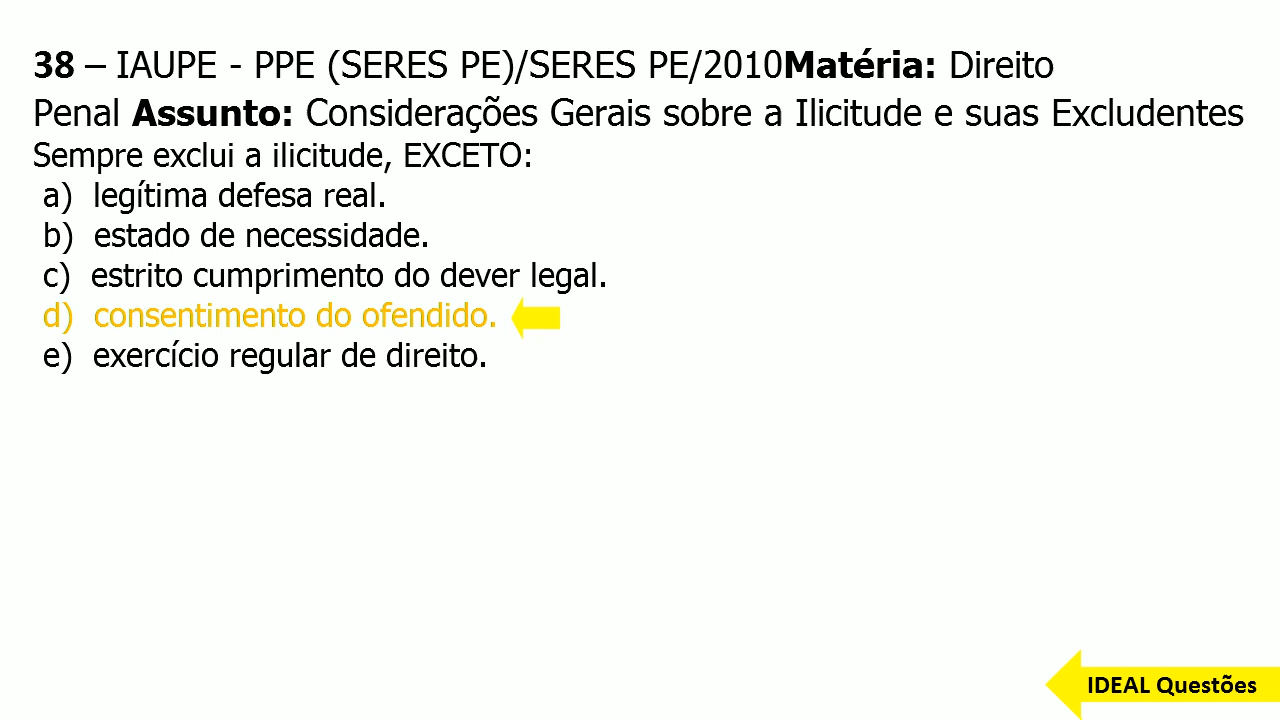 38 – IAUPE - PPE (SERES PE)/SERES PE/2010Matéria: Direito
Penal Assunto: Considerações Gerais sobre a Ilicitude e suas Excludentes
Sempre exclui a ilicitude, EXCETO:
a) legítima defesa real.
b) estado de necessidade.
c) estrito cumprimento do dever legal.
d) consentimento do ofendido.
e) exercício regular de direito.
IDEAL Questões